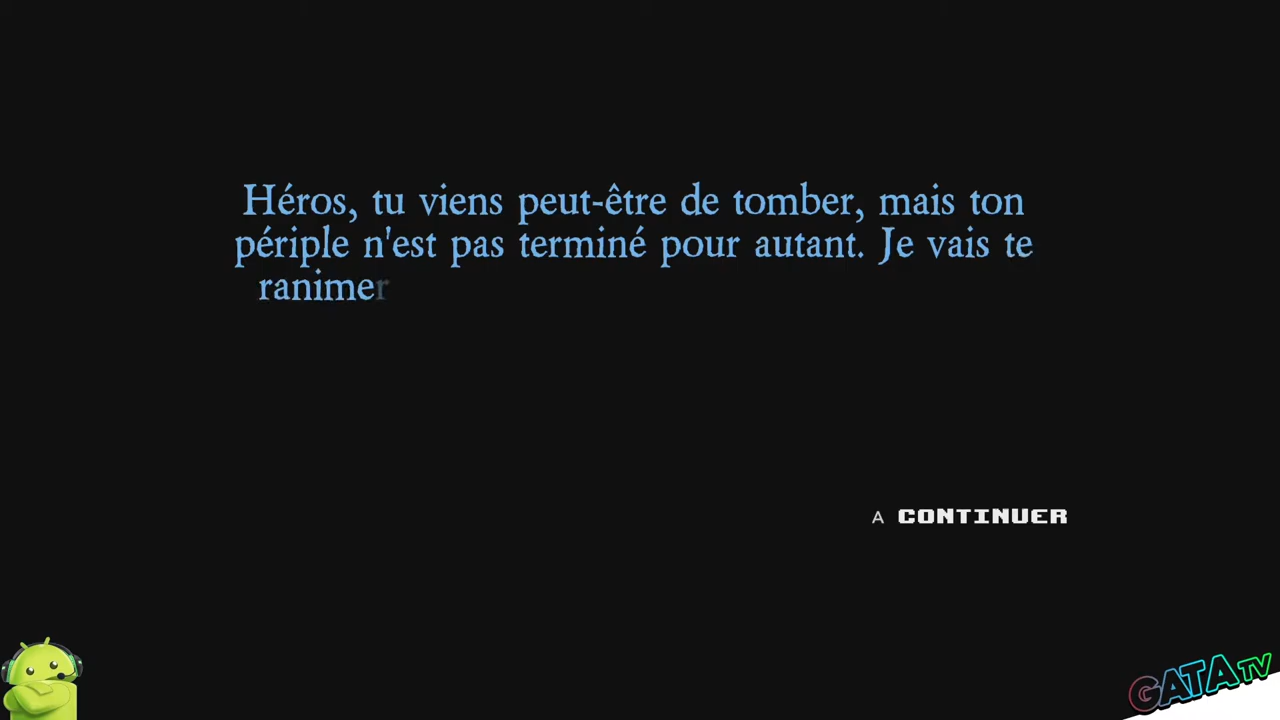 Héros, tu viens peut-être de tomber, mais ton
périple n'est pas terminé pour autant. Je vais te
ranimer
A CONTINUER
GATA TV